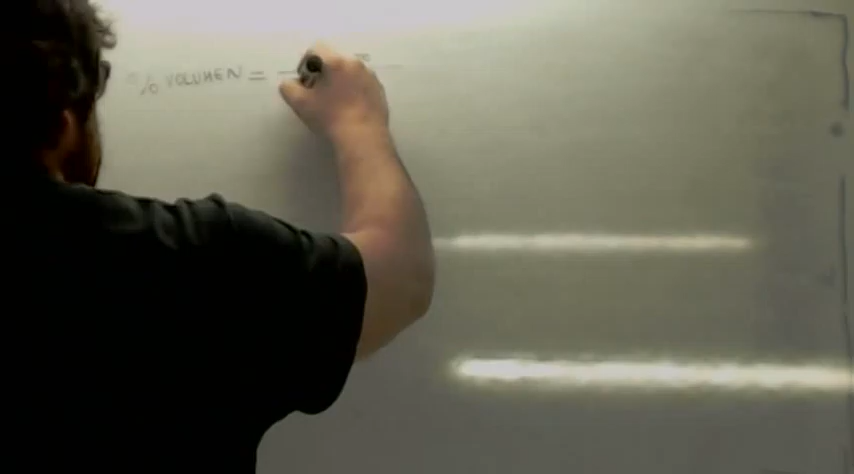 % VOLUMEN =